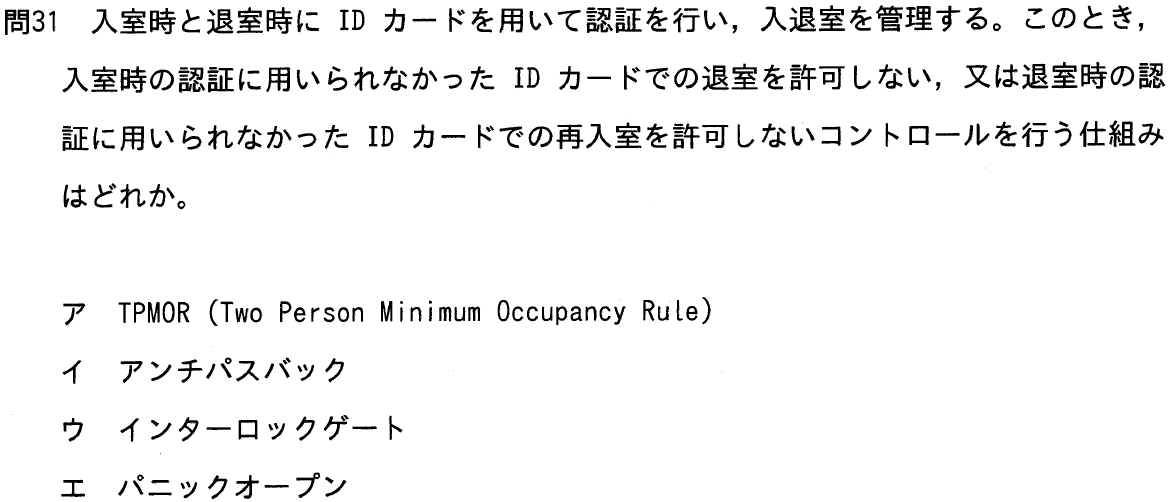 問31 入室時と退室時に ID カードを用いて認証を行い，入退室を管理する。このとき，
入室時の認証に用いられなかった ID カードでの退室を許可しない，又は退室時の認
証に用いられなかった ID カードでの再入室を許可しないコントロールを行う仕組み
はどれか。
ア TPMOR (Two Person Minimum Occupancy Rule)
イ アンチパスバック
ウ インターロックゲート
エ パニックオープン